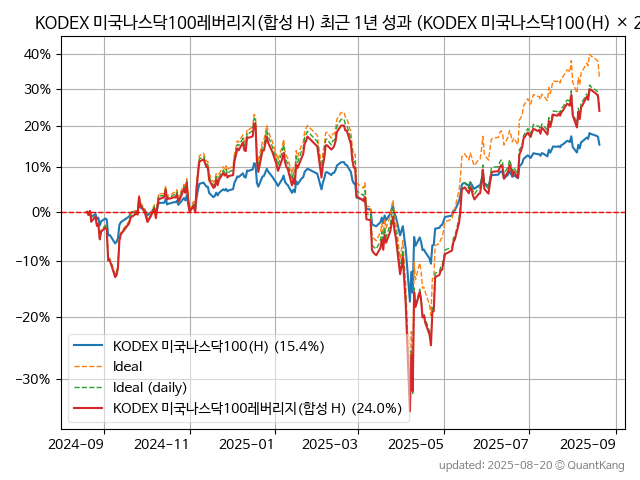 KODEX 미국나스닥100레버리지(합성 H) 최근 1년 성과 (KODEX 미국나스닥100(H) × 2
40%
30%
20%
10%
0%
−10%
−20%
−30%
KODEX 미국나스닥100(H) (15.4%)
Ideal
Ideal (daily)
KODEX 미국나스닥100레버리지(합성 H) (24.0%)
2024-09 2024-11 2025-01 2025-03 2025-05 2025-07 2025-09
updated: 2025-08-20 © QuantKang